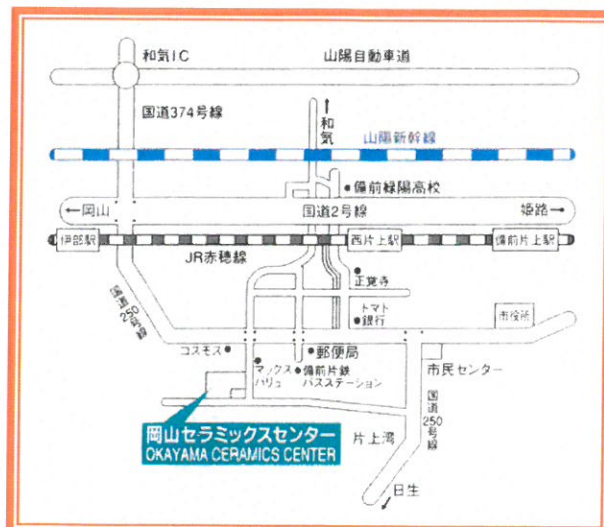 和気IC
山陽自動車道
国道374号線
和気
山陽新幹線
備前緑陽高校
←岡山
国道2号線
姫路→
伊部駅
西片上駅
備前片上駅
JR赤穂線
正覚寺
国道250号線
トマト
銀行
市役所
コスモス
郵便局
マックス
バリュ
備前片鉄
バスステーション
市民センター
国道250号線
岡山セラミックスセンター
OKAYAMA CERAMICS CENTER
片上湾
日生